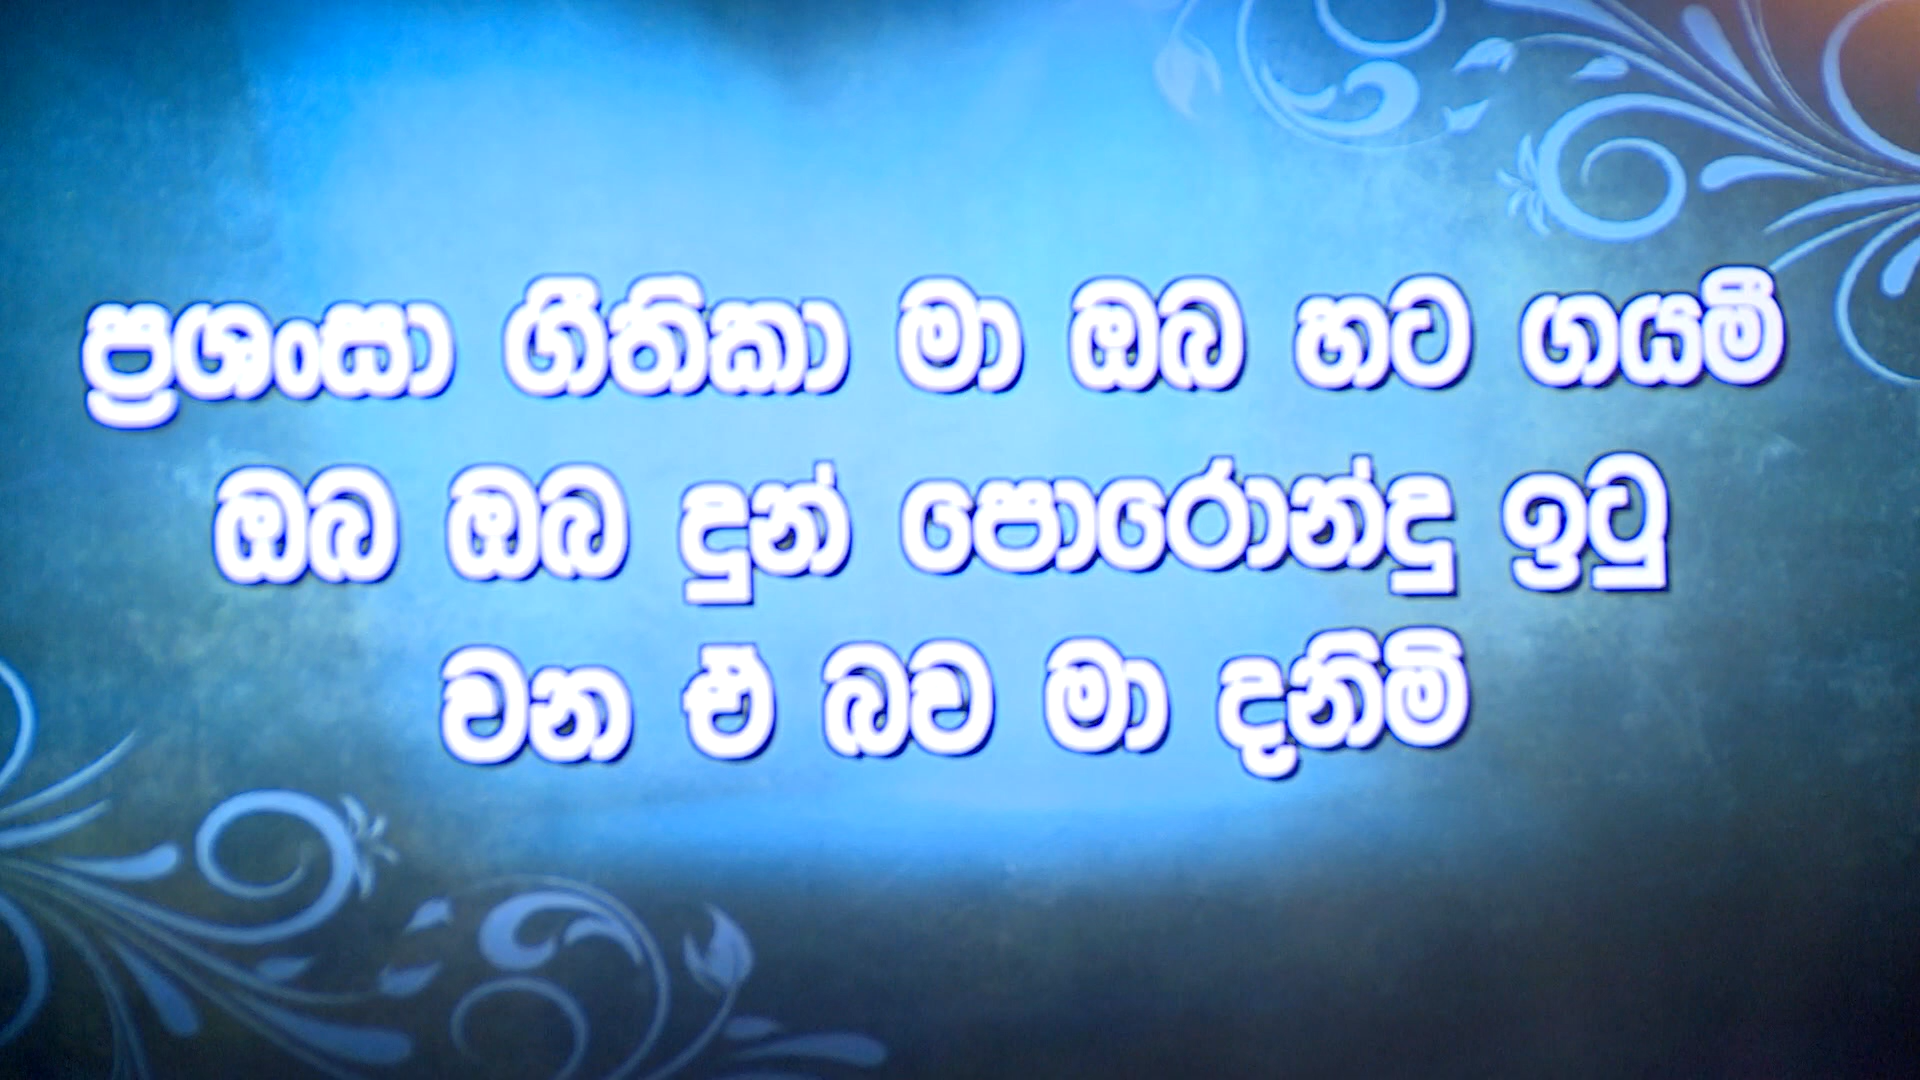 ප්‍රශංසා ගීතිකා මා ඔබ හට ගයමී
ඔබ ඔබ දුන් පොරොන්දු ඉටු
වන ඒ බව මා දනිමි